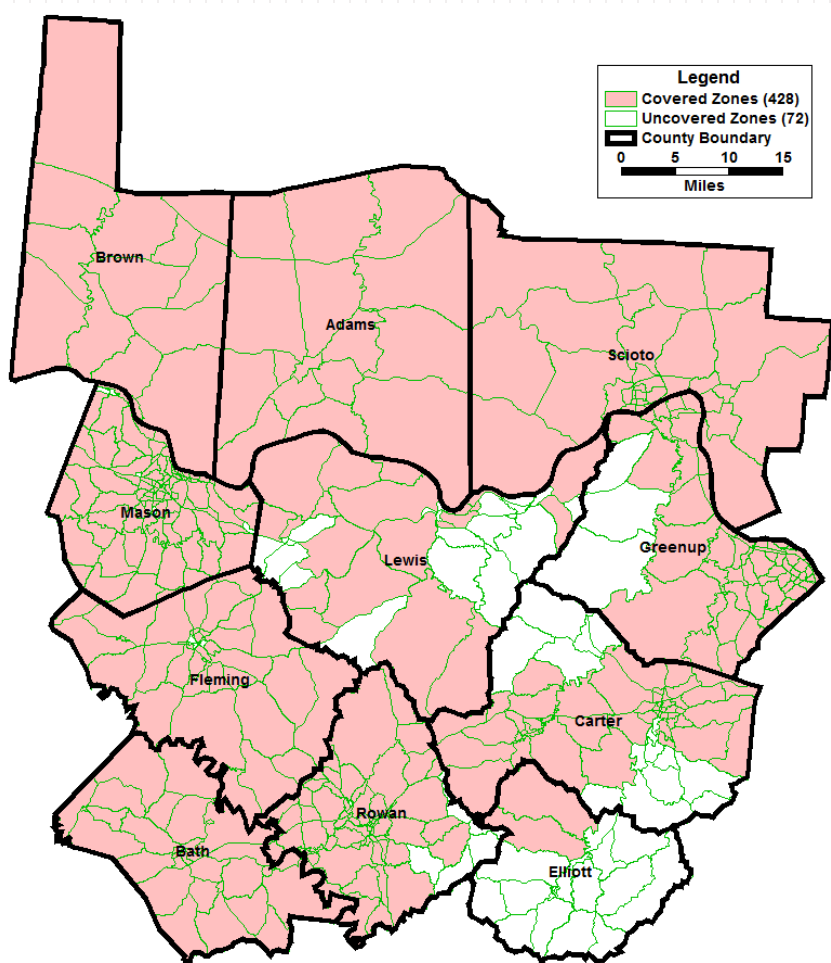 Legend
Covered Zones (428)
Uncovered Zones (72)
County Boundary
0 5 10 15
Miles
Brown
Adams
Scioto
Mason
Lewis
Greenup
Fleming
Carter
Rowan
Bath
Elliott